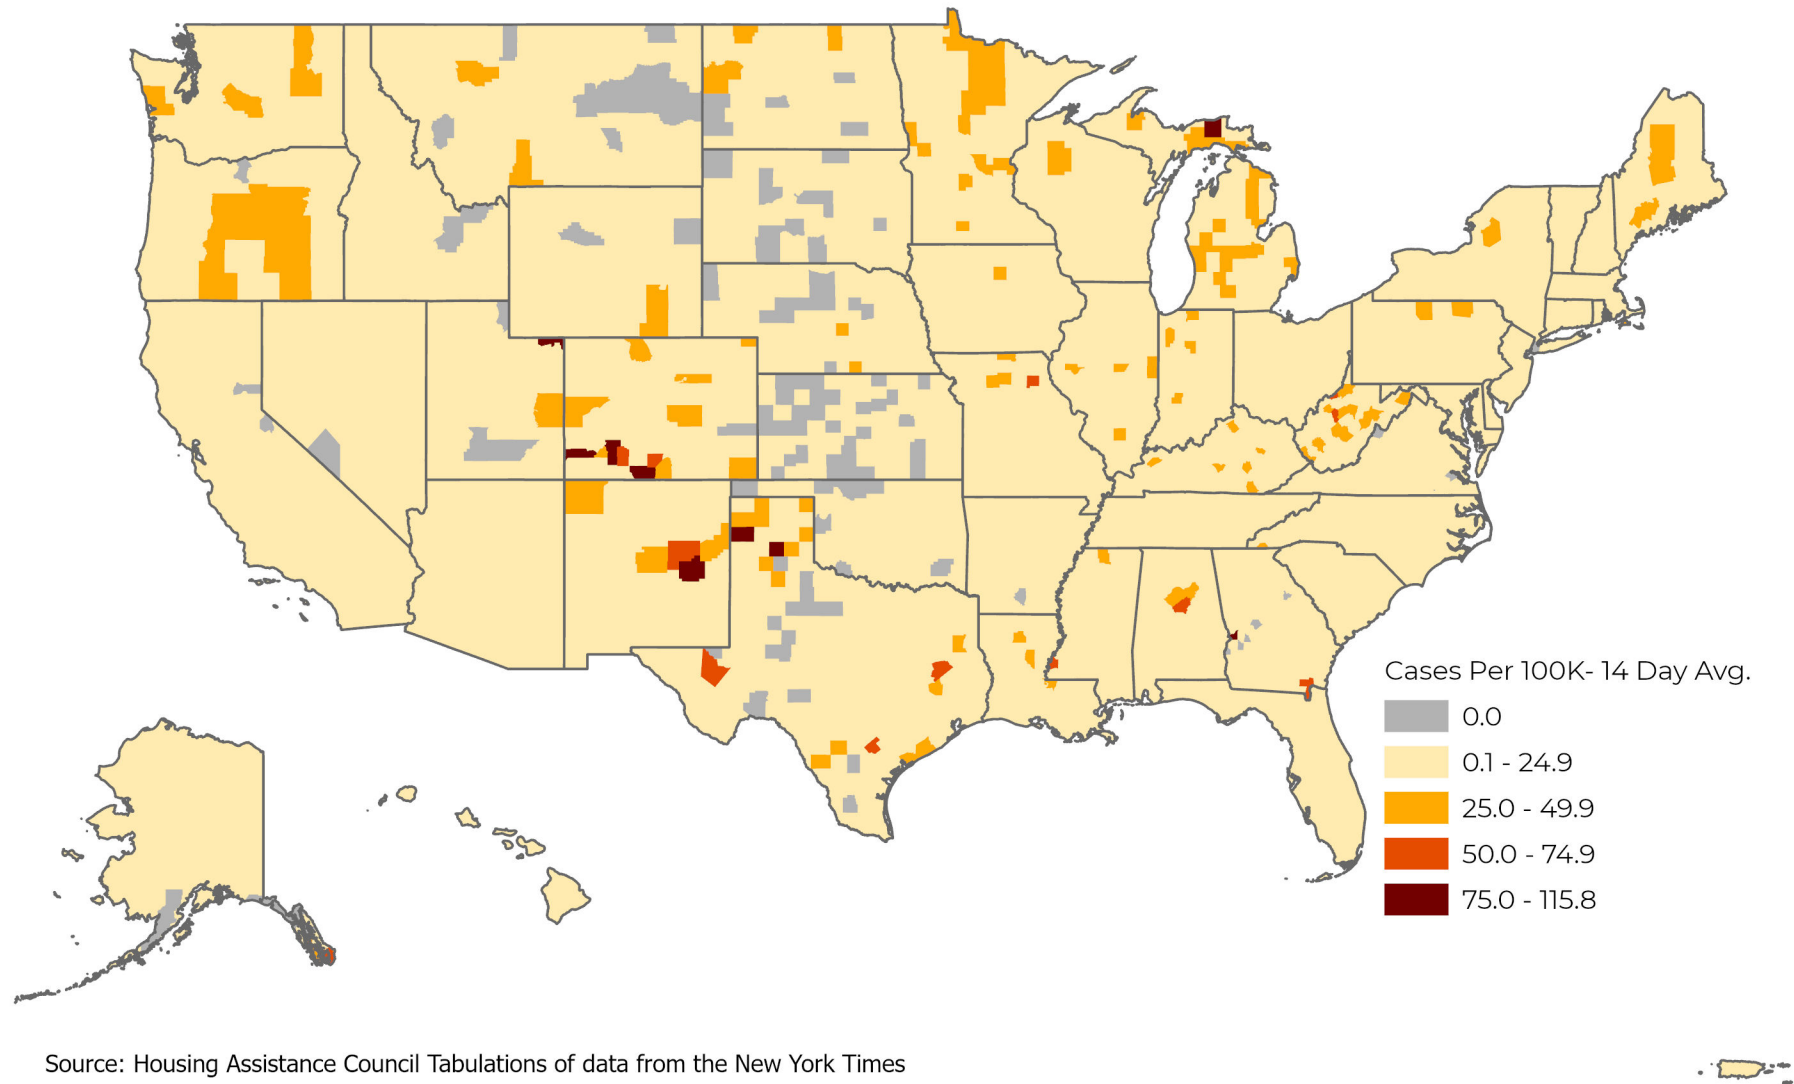 Cases Per 100K- 14 Day Avg.
0.0
0.1 - 24.9
25.0 - 49.9
50.0 - 74.9
75.0 - 115.8
Source: Housing Assistance Council Tabulations of data from the New York Times